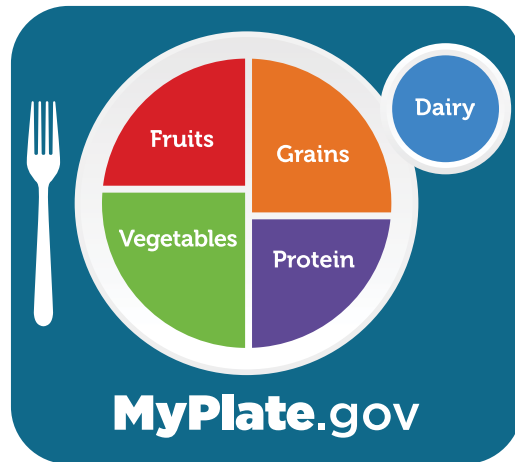 Fruits
Grains
Dairy
Vegetables
Protein
MyPlate.gov